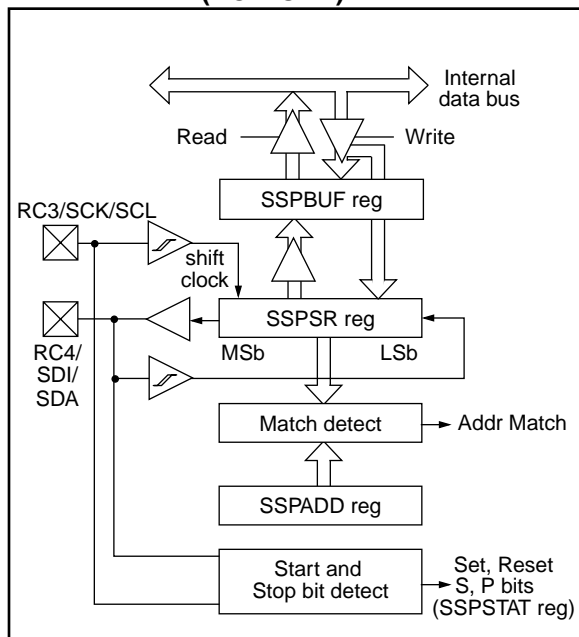 Internal
data bus
Read
Write
SSPBUF reg
RC3/SCK/SCL
shift
clock
SSPSR reg
MSb
LSb
RC4/
SDI/
SDA
Match detect
Addr Match
SSPADD reg
Start and
Stop bit detect
Set, Reset
S, P bits
(SSPSTAT reg)